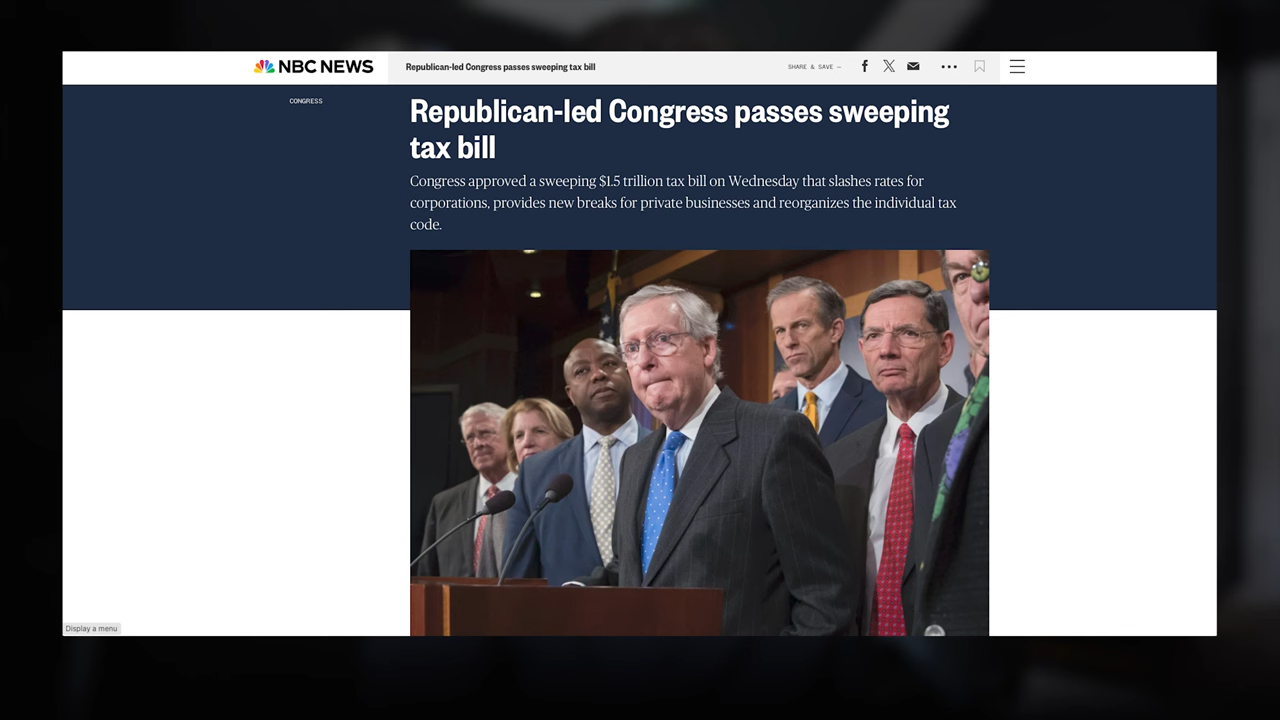 NBC NEWS
Republican-led Congress passes sweeping tax bill
SHARE & SAVE —
CONGRESS
Republican-led Congress passes sweeping
tax bill
Congress approved a sweeping $1.5 trillion tax bill on Wednesday that slashes rates for
corporations, provides new breaks for private businesses and reorganizes the individual tax
code.
Display a menu